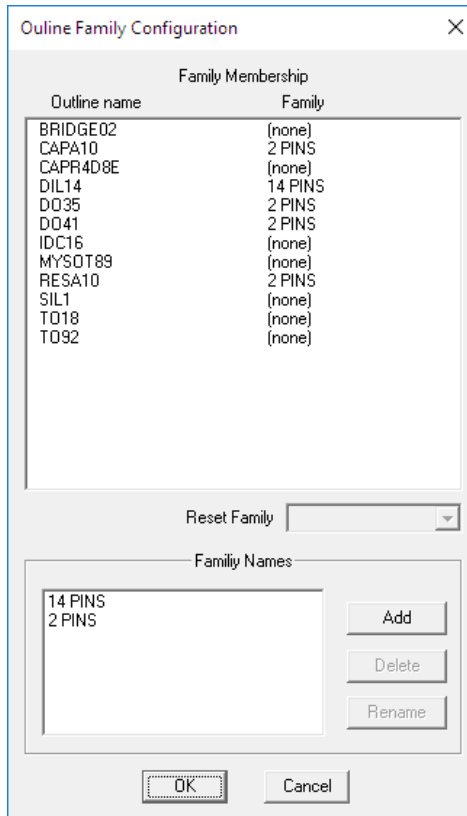 Ouline Family Configuration
Family Membership
Outline name Family
BRIDGE02 (none)
CAPA10 2 PINS
CAPR4D8E (none)
DIL14 14 PINS
DO35 2 PINS
DO41 2 PINS
IDC16 (none)
MYSOT89 (none)
RESA10 2 PINS
SIL1 (none)
TO18 (none)
TO92 (none)
Reset Family
Familiy Names
14 PINS
2 PINS
Add
Delete
Rename
OK Cancel